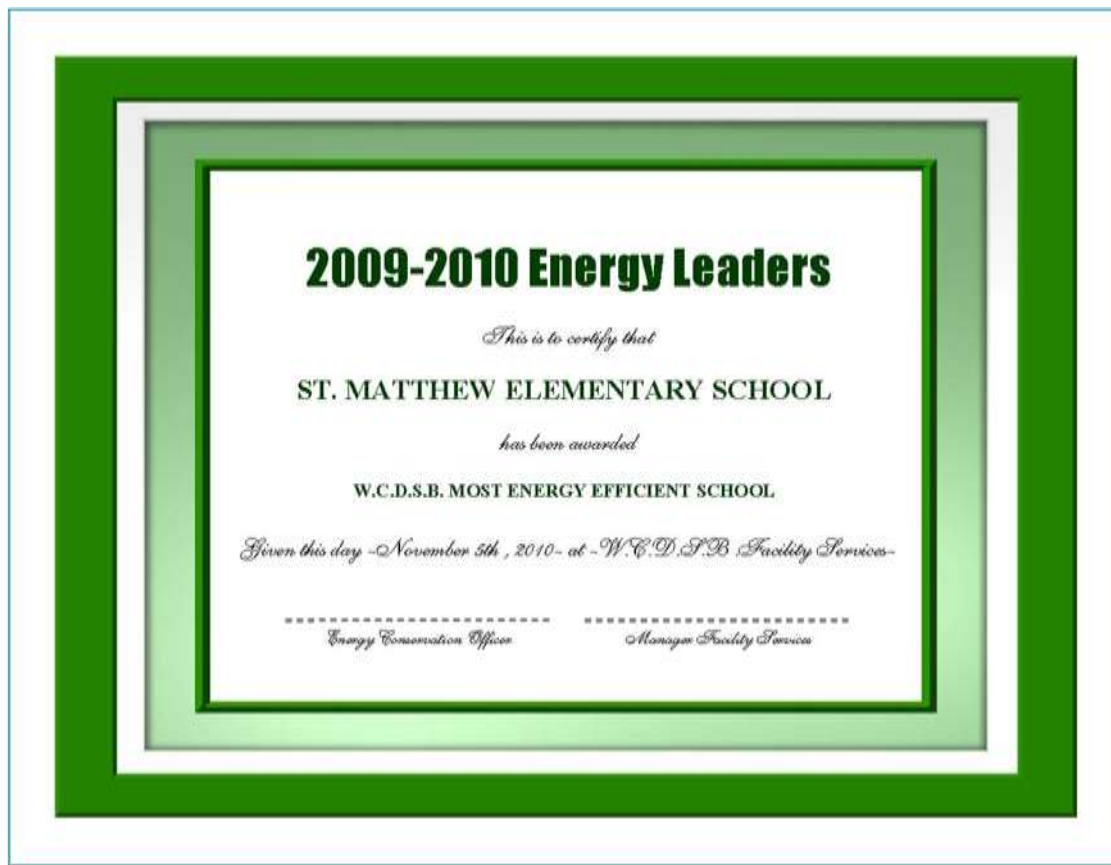 2009-2010 Energy Leaders
This is to certify that
ST. MATTHEW ELEMENTARY SCHOOL
has been awarded
W.C.D.S.B. MOST ENERGY EFFICIENT SCHOOL
Given this day ~November 5th , 2010~ at ~W.C.D.S.B Facility Services~
Energy Conservation Officer
Manager Facility Services